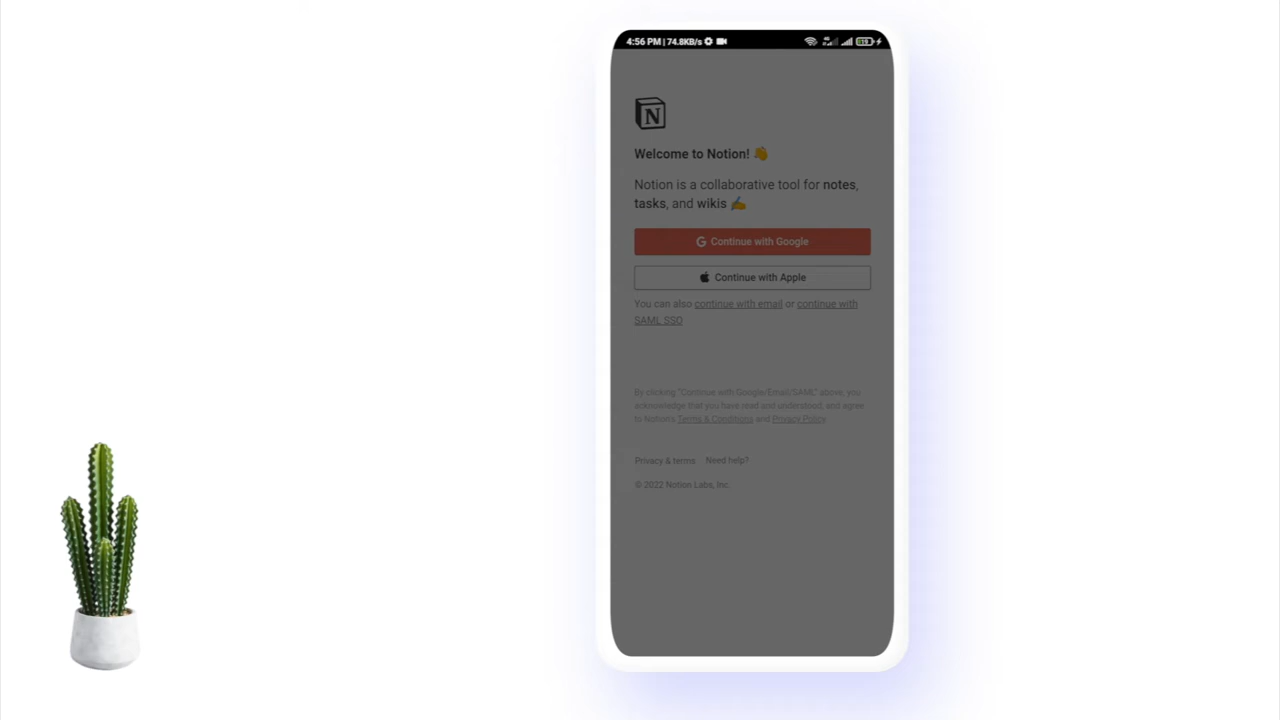 4:56 PM | 74.8KB/s
N
Welcome to Notion! 👋
Notion is a collaborative tool for notes,
tasks, and wikis ✍️
G Continue with Google
Continue with Apple
You can also continue with email or continue with
SAML SSO
By clicking "Continue with Google/Email/SAML" above, you
acknowledge that you have read and understood, and agree
to Notion's Terms & Conditions and Privacy Policy.
Privacy & terms Need help?
© 2022 Notion Labs, Inc.